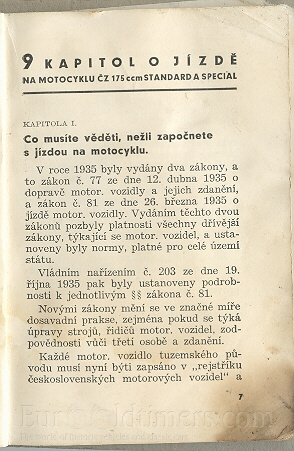 9 KAPITOL O JÍZDĚ
NA MOTOCYKLU ČZ 175 ccm STANDARD A SPECIAL
KAPITOLA I.
Co musíte věděti, nežli započnete
s jízdou na motocyklu.
V roce 1935 byly vydány dva zákony, a
to zákon č. 77 ze dne 12. dubna 1935 o
dopravě motor. vozidly a jejich zdanění,
a zákon č. 81 ze dne 26. března 1935 o
jízdě motor. vozidly. Vydáním těchto dvou
zákonů pozbyly platnosti všechny dřívější
zákony, týkající se motor. vozidel, a usta-
noveny byly normy, platné pro celé území
státu.
Vládním nařízením č. 203 ze dne 19.
října 1935 pak byly ustanoveny podrob-
nosti k jednotlivým §§ zákona č. 81.
Novými zákony mění se ve značné míře
dosavadní prakse, zejména pokud se týká
úpravy strojů, řidičů motor. vozidel, zod-
povědnosti vůči třetí osobě a zdanění.
Každé motor. vozidlo tuzemského pů-
vodu musí nyní býti zapsáno v „rejstříku
československých motorových vozidel" a
7